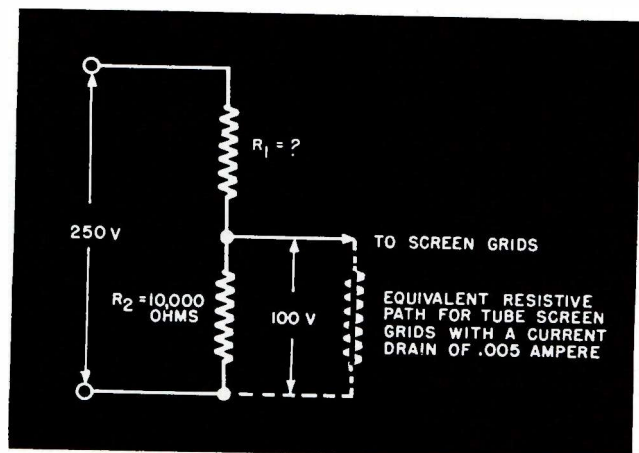 R1 = ?
250 V
TO SCREEN GRIDS
R2 = 10,000
OHMS
100 V
EQUIVALENT RESISTIVE
PATH FOR TUBE SCREEN
GRIDS WITH A CURRENT
DRAIN OF .005 AMPERE